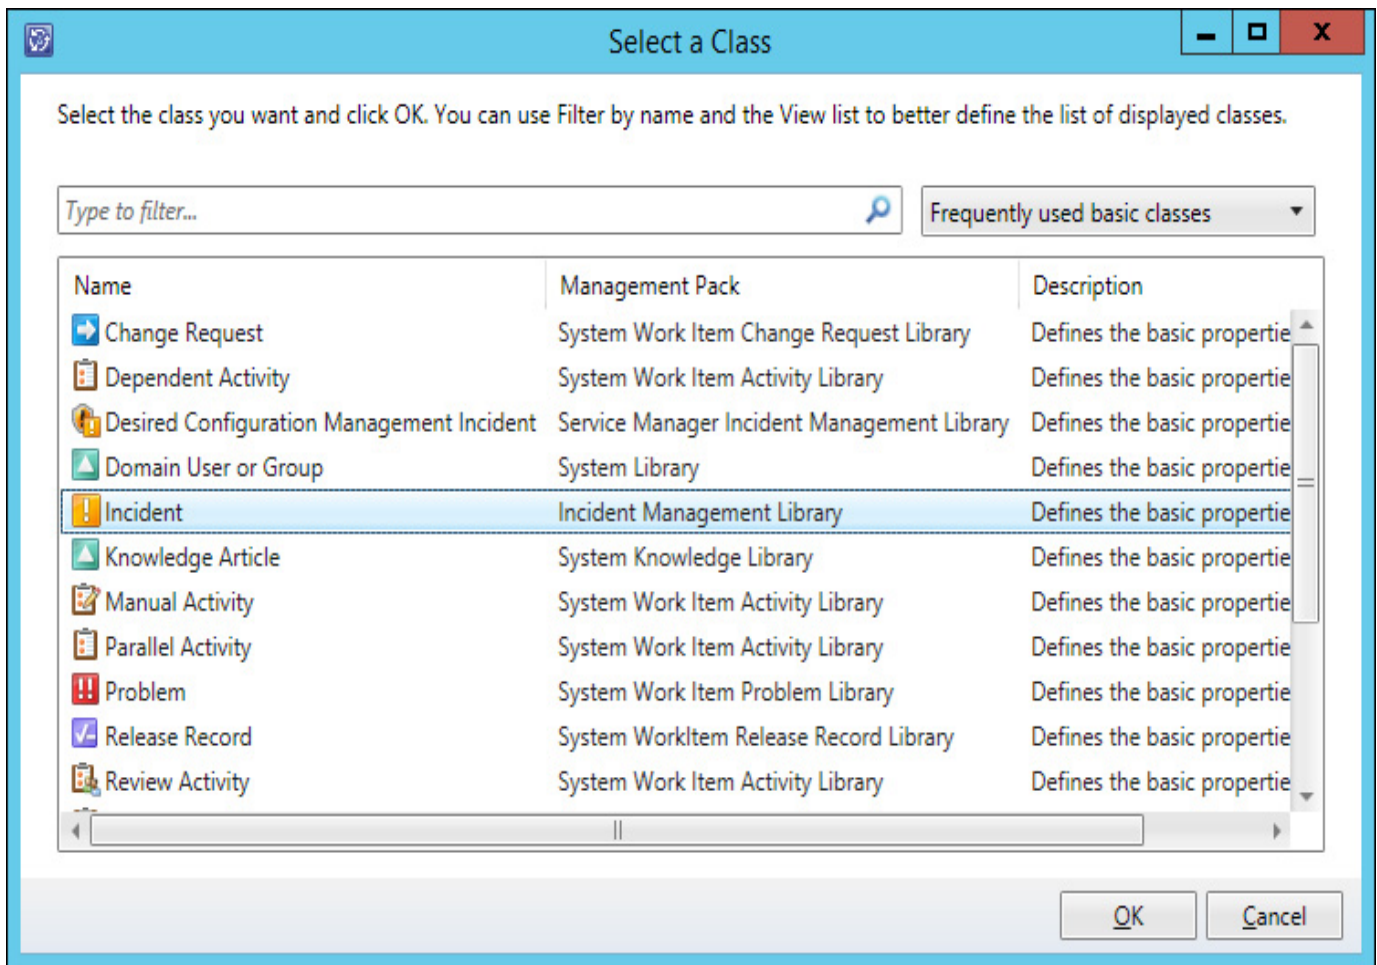 Select a Class
Select the class you want and click OK. You can use Filter by name and the View list to better define the list of displayed classes.
Type to filter... Frequently used basic classes
Name Management Pack Description
Change Request System Work Item Change Request Library Defines the basic propertie
Dependent Activity System Work Item Activity Library Defines the basic propertie
Desired Configuration Management Incident Service Manager Incident Management Library Defines the basic propertie
Domain User or Group System Library Defines the basic propertie
Incident Incident Management Library Defines the basic propertie
Knowledge Article System Knowledge Library Defines the basic propertie
Manual Activity System Work Item Activity Library Defines the basic propertie
Parallel Activity System Work Item Activity Library Defines the basic propertie
Problem System Work Item Problem Library Defines the basic propertie
Release Record System WorkItem Release Record Library Defines the basic propertie
Review Activity System Work Item Activity Library Defines the basic propertie
OK Cancel